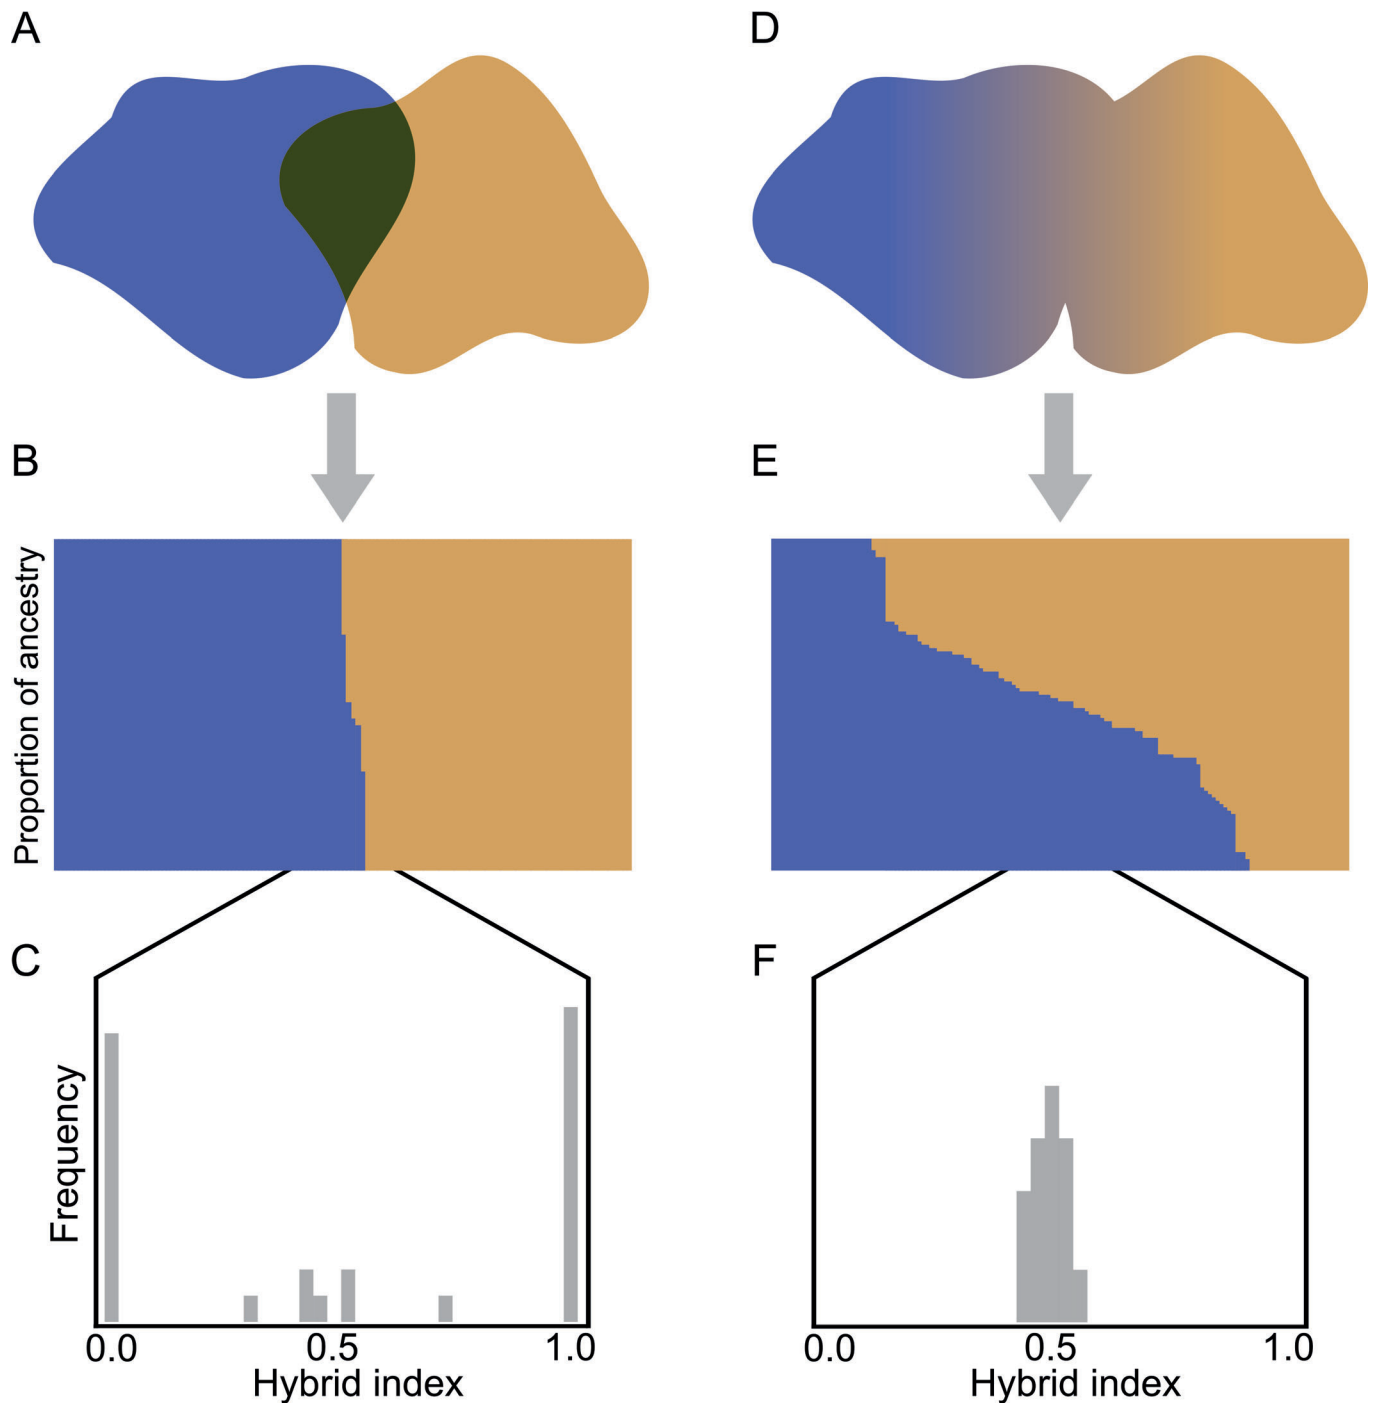 A
D
B
E
Proportion of ancestry
C
F
Frequency
0.0 0.5 1.0
Hybrid index
0.0 0.5 1.0
Hybrid index